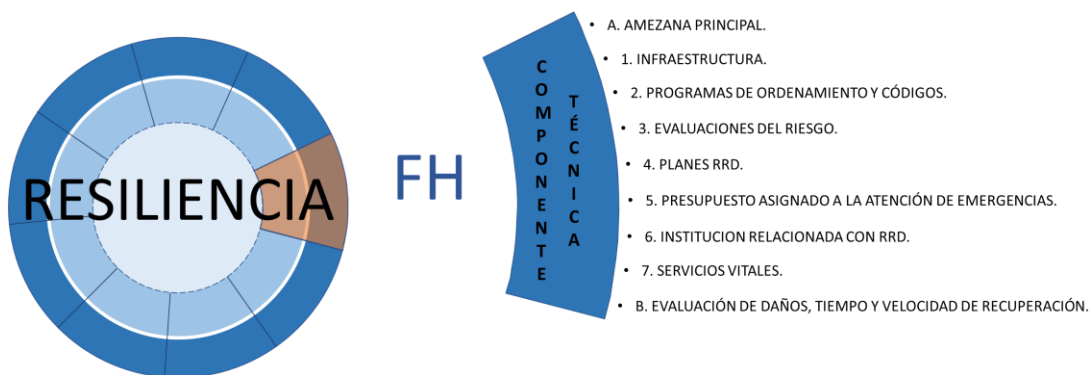 RESILIENCIA
FH
COMPONENTE
TÉCNICA
• A. AMEZANA PRINCIPAL.
• 1. INFRAESTRUCTURA.
• 2. PROGRAMAS DE ORDENAMIENTO Y CÓDIGOS.
• 3. EVALUACIONES DEL RIESGO.
• 4. PLANES RRD.
• 5. PRESUPUESTO ASIGNADO A LA ATENCIÓN DE EMERGENCIAS.
• 6. INSTITUCION RELACIONADA CON RRD.
• 7. SERVICIOS VITALES.
• B. EVALUACIÓN DE DAÑOS, TIEMPO Y VELOCIDAD DE RECUPERACIÓN.